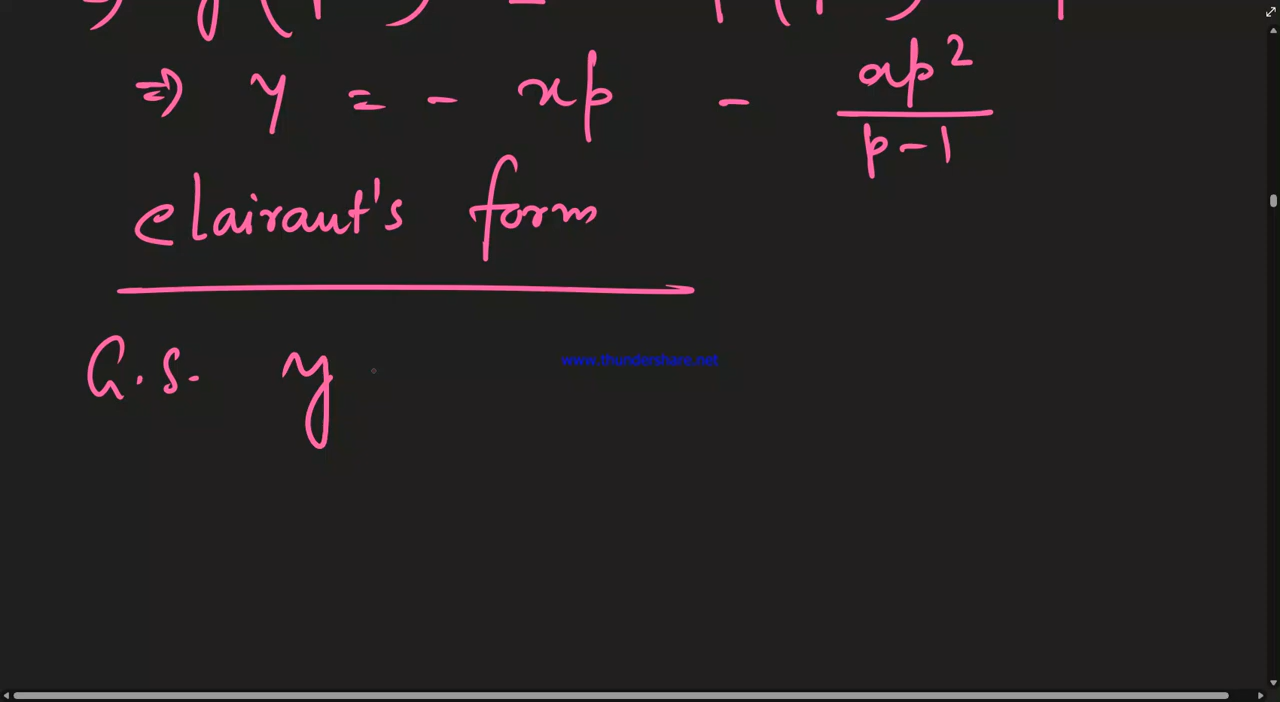 ⇒ y = - xp - ap²/(p-1)
Clairaut's form
G.S. y
www.thundershare.net